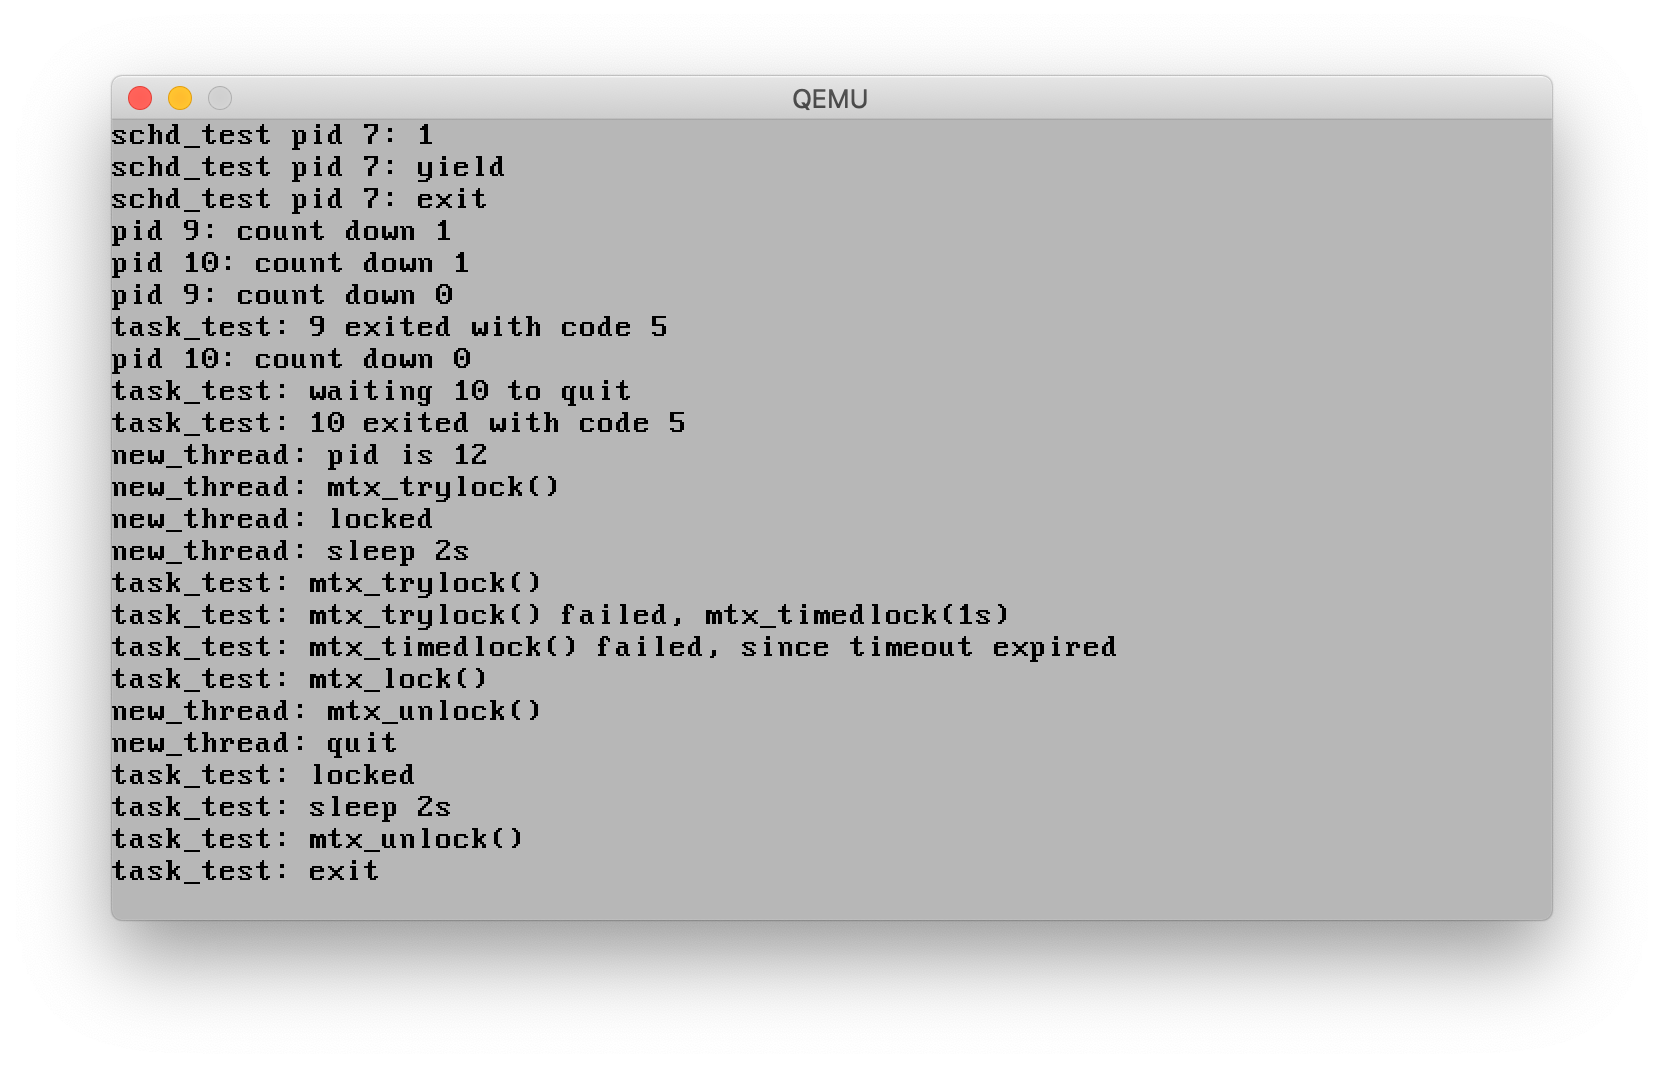 QEMU
schd_test pid 7: 1
schd_test pid 7: yield
schd_test pid 7: exit
pid 9: count down 1
pid 10: count down 1
pid 9: count down 0
task_test: 9 exited with code 5
pid 10: count down 0
task_test: waiting 10 to quit
task_test: 10 exited with code 5
new_thread: pid is 12
new_thread: mtx_trylock()
new_thread: locked
new_thread: sleep 2s
task_test: mtx_trylock()
task_test: mtx_trylock() failed, mtx_timedlock(1s)
task_test: mtx_timedlock() failed, since timeout expired
task_test: mtx_lock()
new_thread: mtx_unlock()
new_thread: quit
task_test: locked
task_test: sleep 2s
task_test: mtx_unlock()
task_test: exit